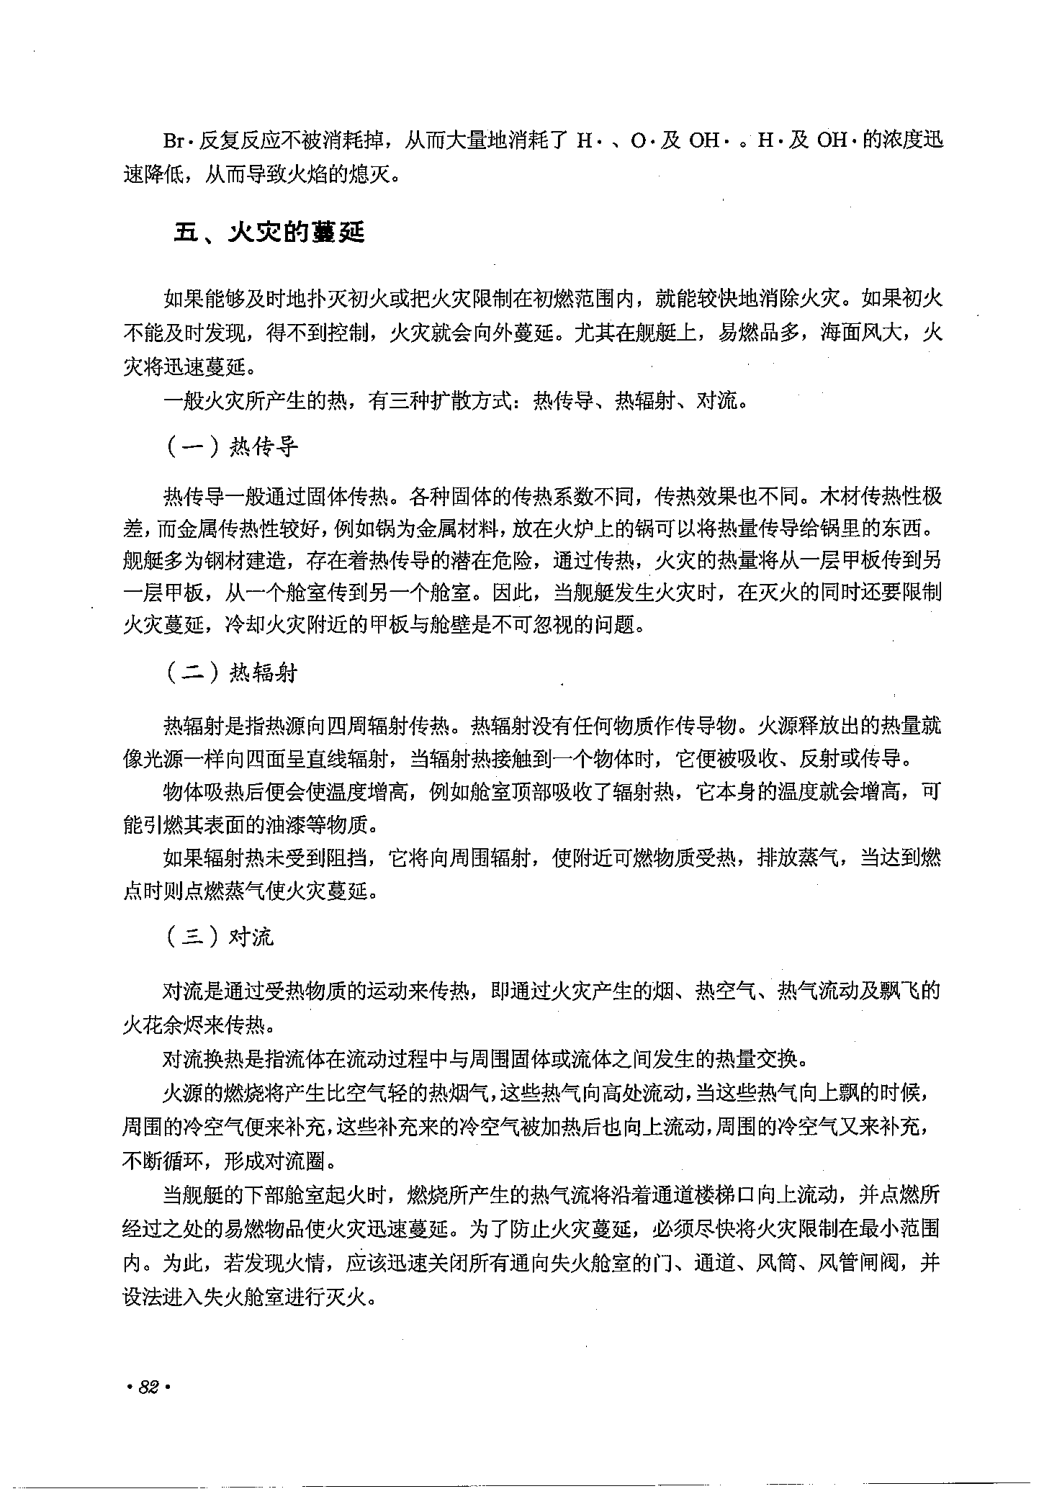 Br·反复反应不被消耗掉，从而大量地消耗了 H·、O·及 OH·。H·及 OH·的浓度迅
速降低，从而导致火焰的熄灭。
五、火灾的蔓延
如果能够及时地扑灭初火或把火灾限制在初燃范围内，就能较快地消除火灾。如果初火
不能及时发现，得不到控制，火灾就会向外蔓延。尤其在舰艇上，易燃品多，海面风大，火
灾将迅速蔓延。
一般火灾所产生的热，有三种扩散方式：热传导、热辐射、对流。
（一）热传导
热传导一般通过固体传热。各种固体的传热系数不同，传热效果也不同。木材传热性极
差，而金属传热性较好，例如锅为金属材料，放在火炉上的锅可以将热量传导给锅里的东西。
舰艇多为钢材建造，存在着热传导的潜在危险，通过传热，火灾的热量将从一层甲板传到另
一层甲板，从一个舱室传到另一个舱室。因此，当舰艇发生火灾时，在灭火的同时还要限制
火灾蔓延，冷却火灾附近的甲板与舱壁是不可忽视的问题。
（二）热辐射
热辐射是指热源向四周辐射传热。热辐射没有任何物质作传导物。火源释放出的热量就
像光源一样向四面呈直线辐射，当辐射热接触到一个物体时，它便被吸收、反射或传导。
物体吸热后便会使温度增高，例如舱室顶部吸收了辐射热，它本身的温度就会增高，可
能引燃其表面的油漆等物质。
如果辐射热未受到阻挡，它将向周围辐射，使附近可燃物质受热，排放蒸气，当达到燃
点时则点燃蒸气使火灾蔓延。
（三）对流
对流是通过受热物质的运动来传热，即通过火灾产生的烟、热空气、热气流动及飘飞的
火花余烬来传热。
对流换热是指流体在流动过程中与周围固体或流体之间发生的热量交换。
火源的燃烧将产生比空气轻的热烟气，这些热气向高处流动，当这些热气向上飘的时候，
周围的冷空气便来补充，这些补充来的冷空气被加热后也向上流动，周围的冷空气又来补充，
不断循环，形成对流圈。
当舰艇的下部舱室起火时，燃烧所产生的热气流将沿着通道楼梯口向上流动，并点燃所
经过之处的易燃物品使火灾迅速蔓延。为了防止火灾蔓延，必须尽快将火灾限制在最小范围
内。为此，若发现火情，应该迅速关闭所有通向失火舱室的门、通道、风筒、风管闸阀，并
设法进入失火舱室进行灭火。
·82·